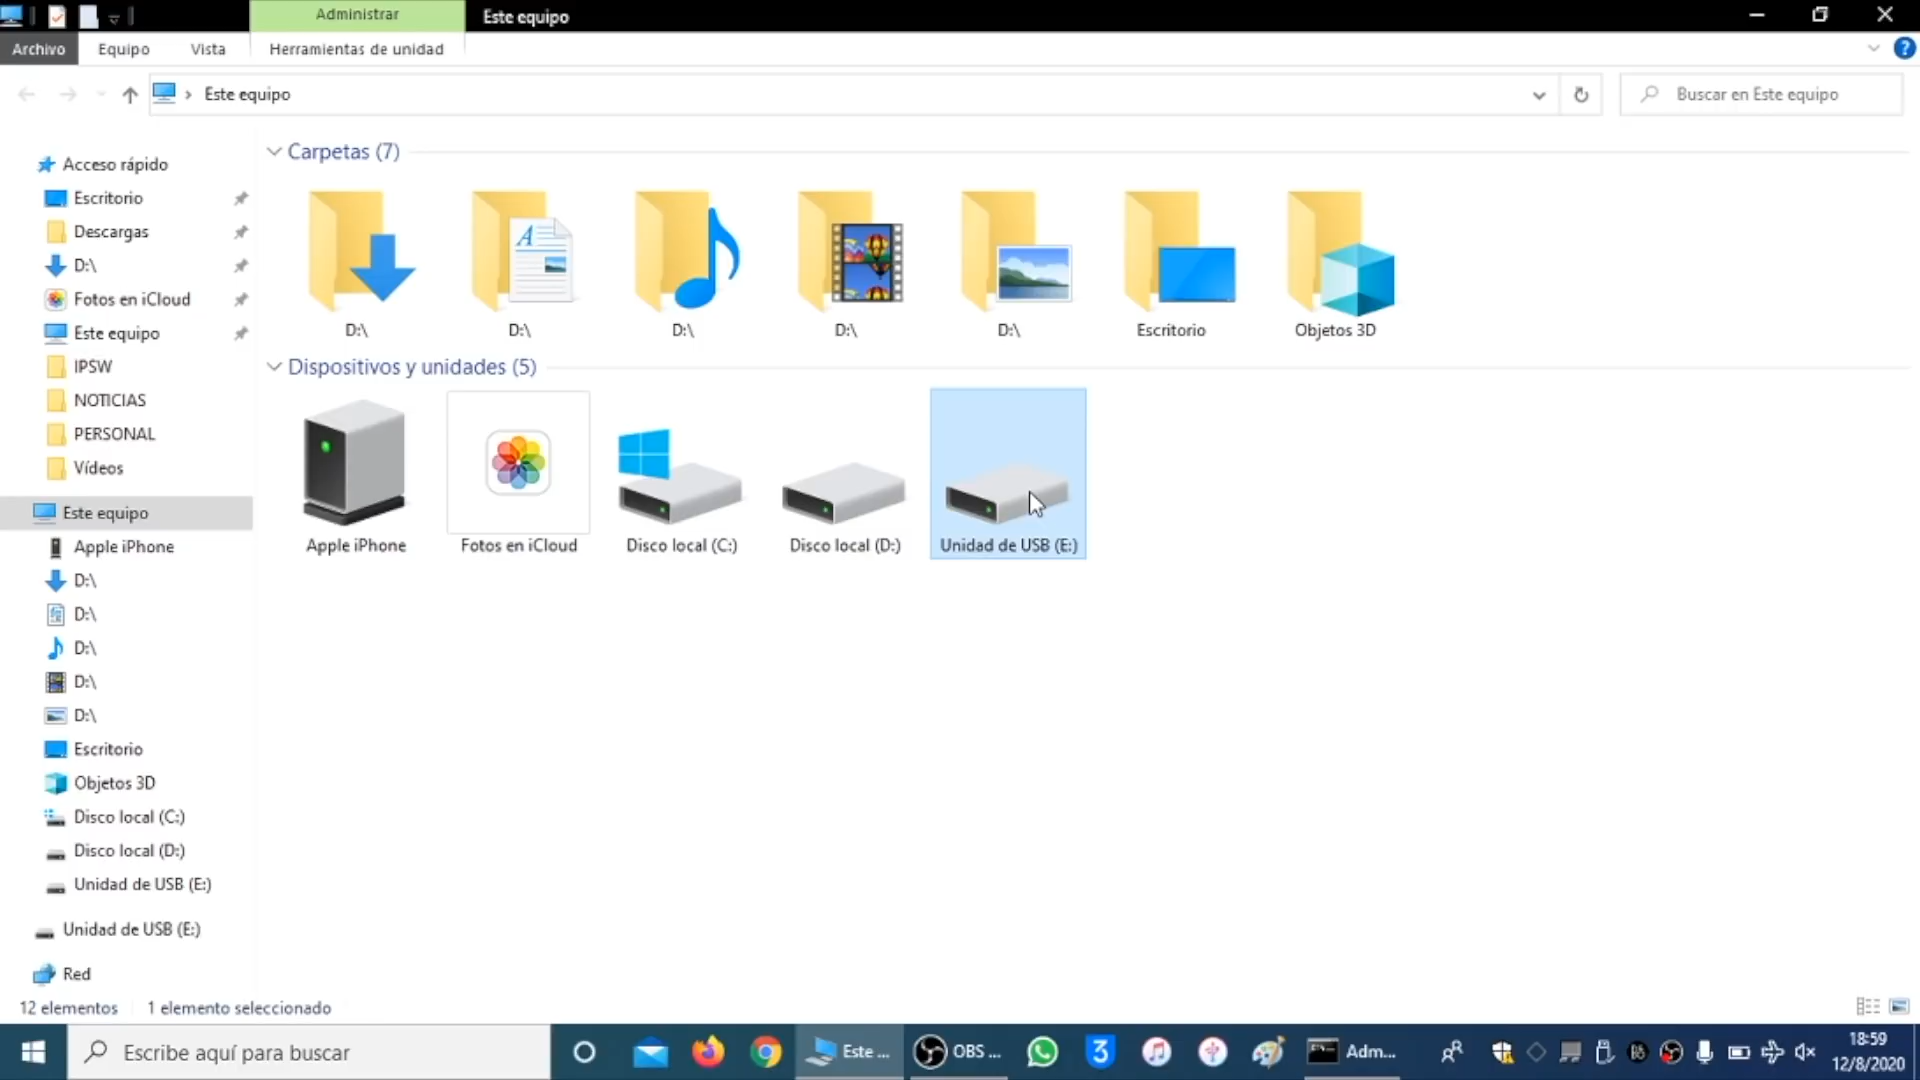 Administrar
Este equipo
Archivo
Equipo
Vista
Herramientas de unidad
?
Este equipo
Buscar en Este equipo
Acceso rápido
Escritorio
Descargas
D:\
Fotos en iCloud
Este equipo
IPSW
NOTICIAS
PERSONAL
Vídeos
Este equipo
Apple iPhone
D:\
D:\
D:\
D:\
D:\
Escritorio
Objetos 3D
Disco local (C:)
Disco local (D:)
Unidad de USB (E:)
Unidad de USB (E:)
Red
Carpetas (7)
D:\
D:\
D:\
D:\
D:\
Escritorio
Objetos 3D
Dispositivos y unidades (5)
Apple iPhone
Fotos en iCloud
Disco local (C:)
Disco local (D:)
Unidad de USB (E:)
12 elementos
1 elemento seleccionado
Escribe aquí para buscar
Este ...
OBS ...
3
Adm...
18:59
12/8/2020